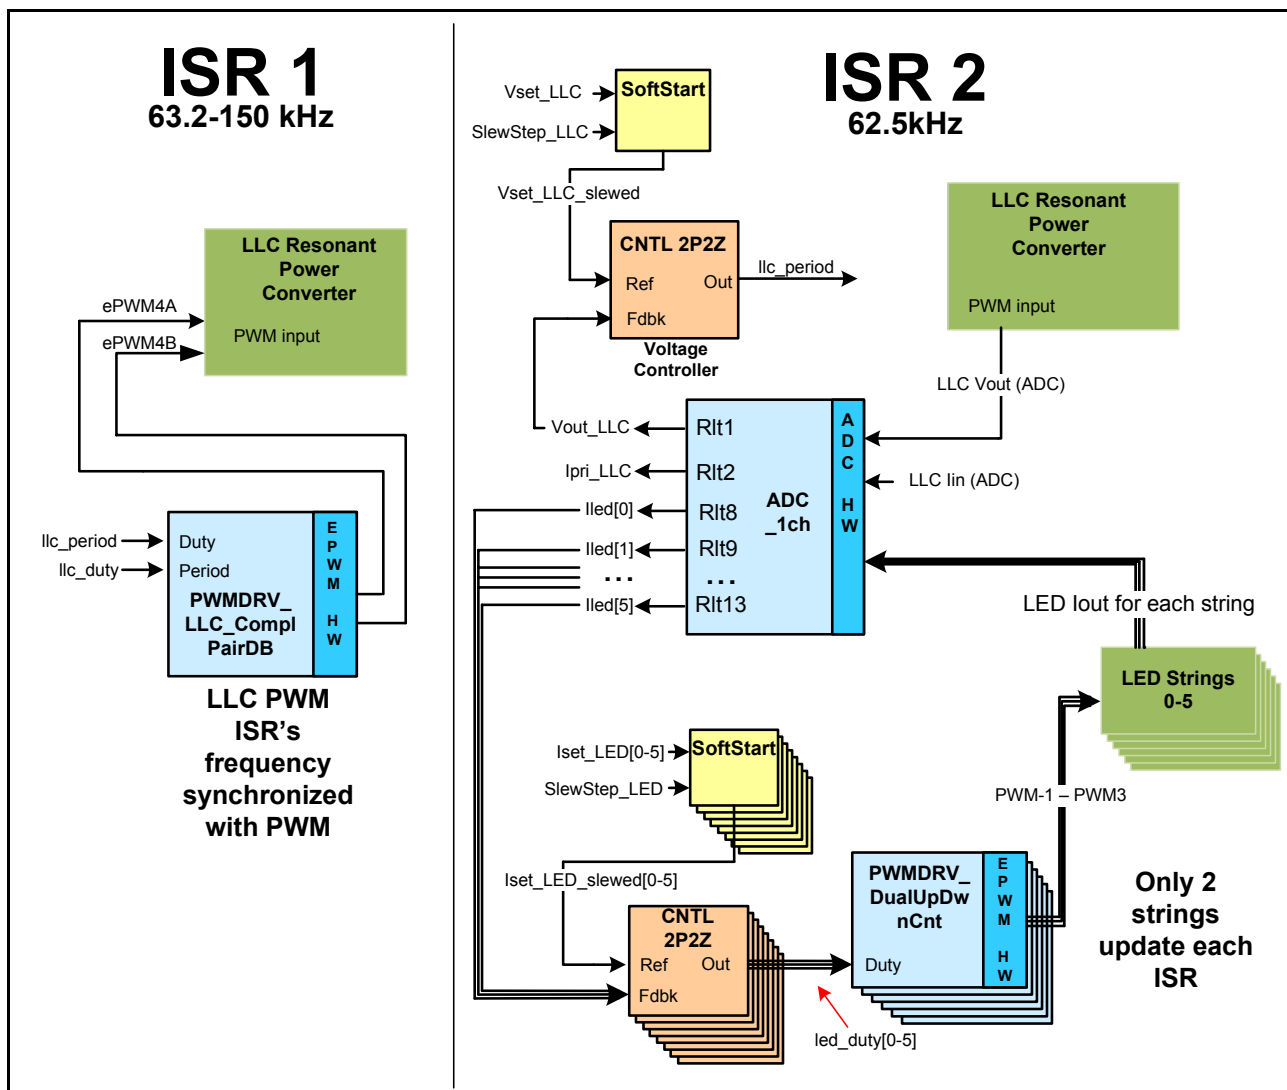 ISR 1
63.2-150 kHz
LLC Resonant
Power
Converter
PWM input
ePWM4A
ePWM4B
llc_period
llc_duty
Duty
Period
PWMDRV_
LLC_Compl
PairDB
E
P
W
M
H
W
LLC PWM
ISR's
frequency
synchronized
with PWM
ISR 2
62.5kHz
Vset_LLC
SlewStep_LLC
SoftStart
Vset_LLC_slewed
CNTL 2P2Z
Ref
Out
Fdbk
llc_period
Voltage
Controller
LLC Resonant
Power
Converter
PWM input
LLC Vout (ADC)
LLC Iin (ADC)
Vout_LLC
Ipri_LLC
Iled[0]
Iled[1]
...
Iled[5]
Rlt1
Rlt2
Rlt8
Rlt9
...
Rlt13
ADC
_1ch
A
D
C
H
W
LED Iout for each string
LED Strings
0-5
PWM-1 – PWM3
Iset_LED[0-5]
SlewStep_LED
SoftStart
Iset_LED_slewed[0-5]
CNTL
2P2Z
Ref
Out
Fdbk
led_duty[0-5]
PWMDRV_
DualUpDw
nCnt
Duty
E
P
W
M
H
W
Only 2
strings
update each
ISR